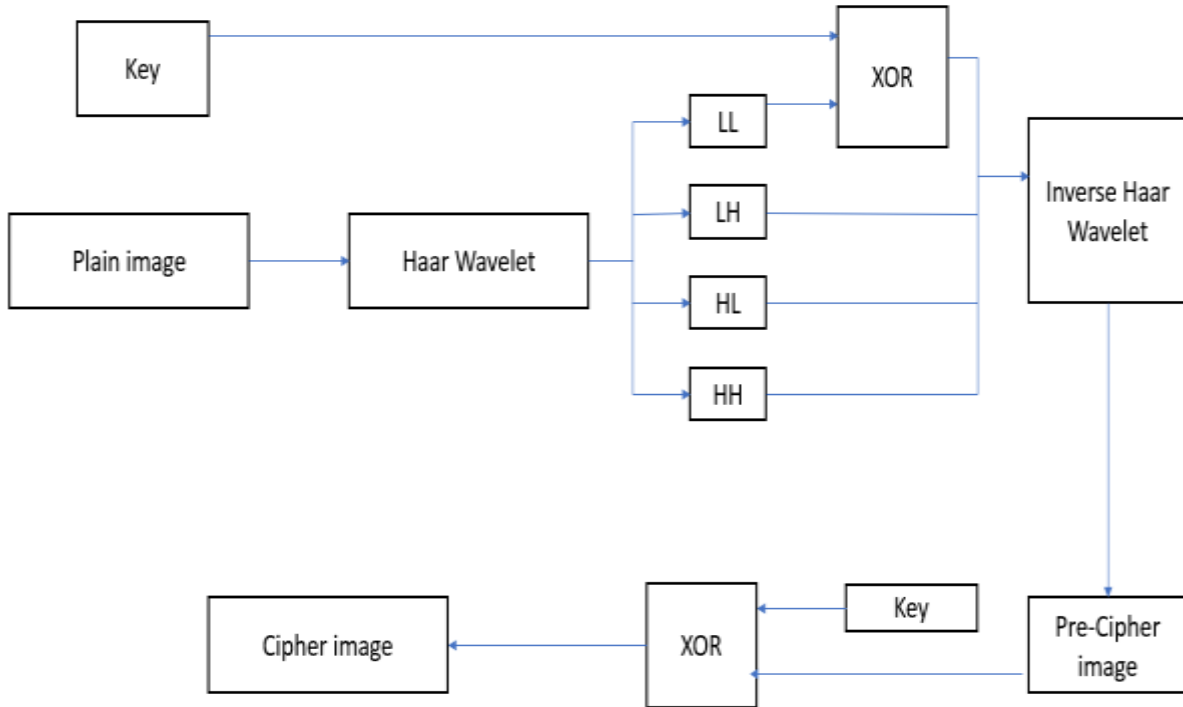 Key
XOR
LL
LH
HL
HH
Plain image
Haar Wavelet
Inverse Haar
Wavelet
Key
Pre-Cipher
image
XOR
Cipher image